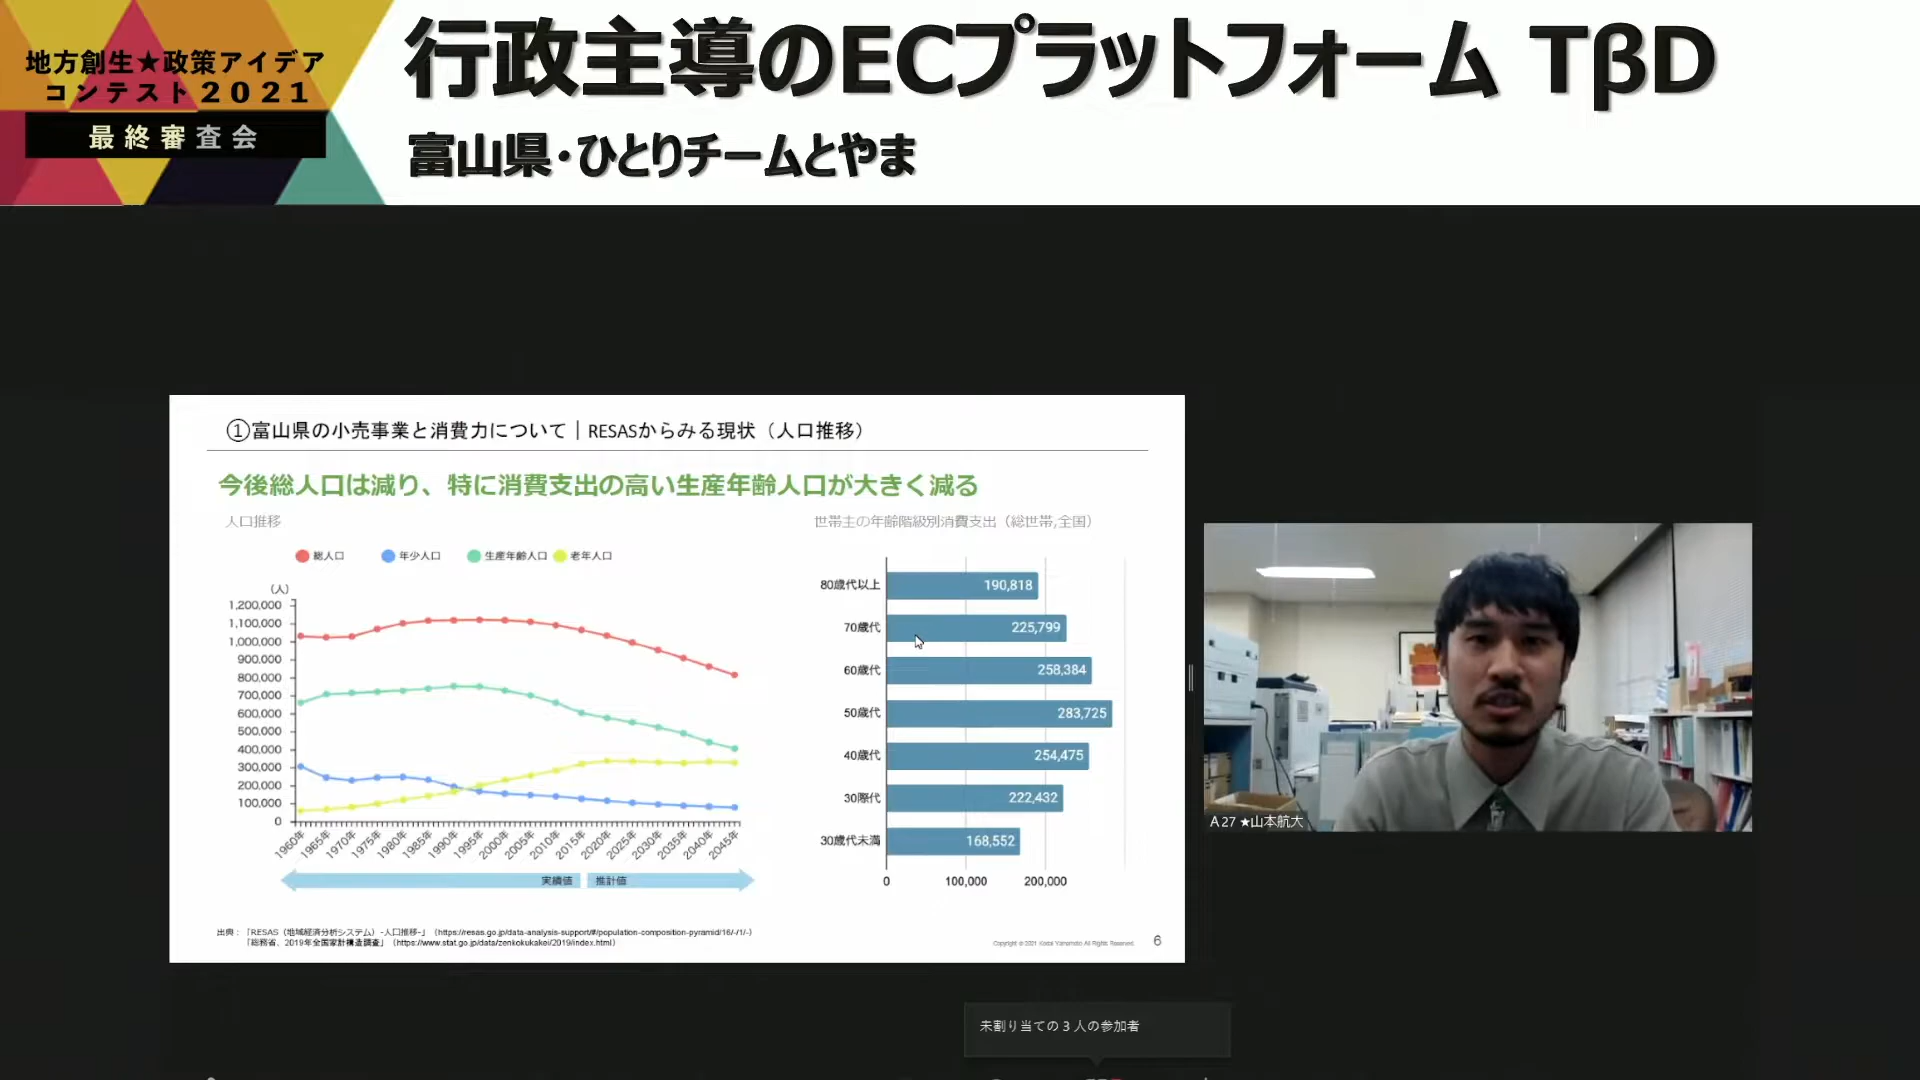 地方創生★政策アイデア
コンテスト2021
最終審査会
行政主導のECプラットフォーム TβD
富山県・ひとりチームとやま
①富山県の小売事業と消費力について｜RESASからみる現状（人口推移）
今後総人口は減り、特に消費支出の高い生産年齢人口が大きく減る
人口推移
総人口 年少人口 生産年齢人口 老年人口
(人)
1,200,000
1,100,000
1,000,000
900,000
800,000
700,000
600,000
500,000
400,000
300,000
200,000
100,000
0
1960年 1965年 1970年 1975年 1980年 1985年 1990年 1995年 2000年 2005年 2010年 2015年 2020年 2025年 2030年 2035年 2040年 2045年
実績値 推計値
世帯主の年齢階級別消費支出（総世帯,全国）
80歳代以上 190,818
70歳代 225,799
60歳代 258,384
50歳代 283,725
40歳代 254,475
30際代 222,432
30歳代未満 168,552
0 100,000 200,000
出典：「RESAS（地域経済分析システム）-人口推移-」（https://resas.go.jp/data-analysis-support/#/population-composition-pyramid/16/-/1/-）
「総務省、2019年全国家計構造調査」（https://www.stat.go.jp/data/zenkokukakei/2019/index.html）
Copyright © 2021 Kodai Yamamoto All Rights Reserved.
6
A 27 ★山本航大
未割り当ての 3 人の参加者